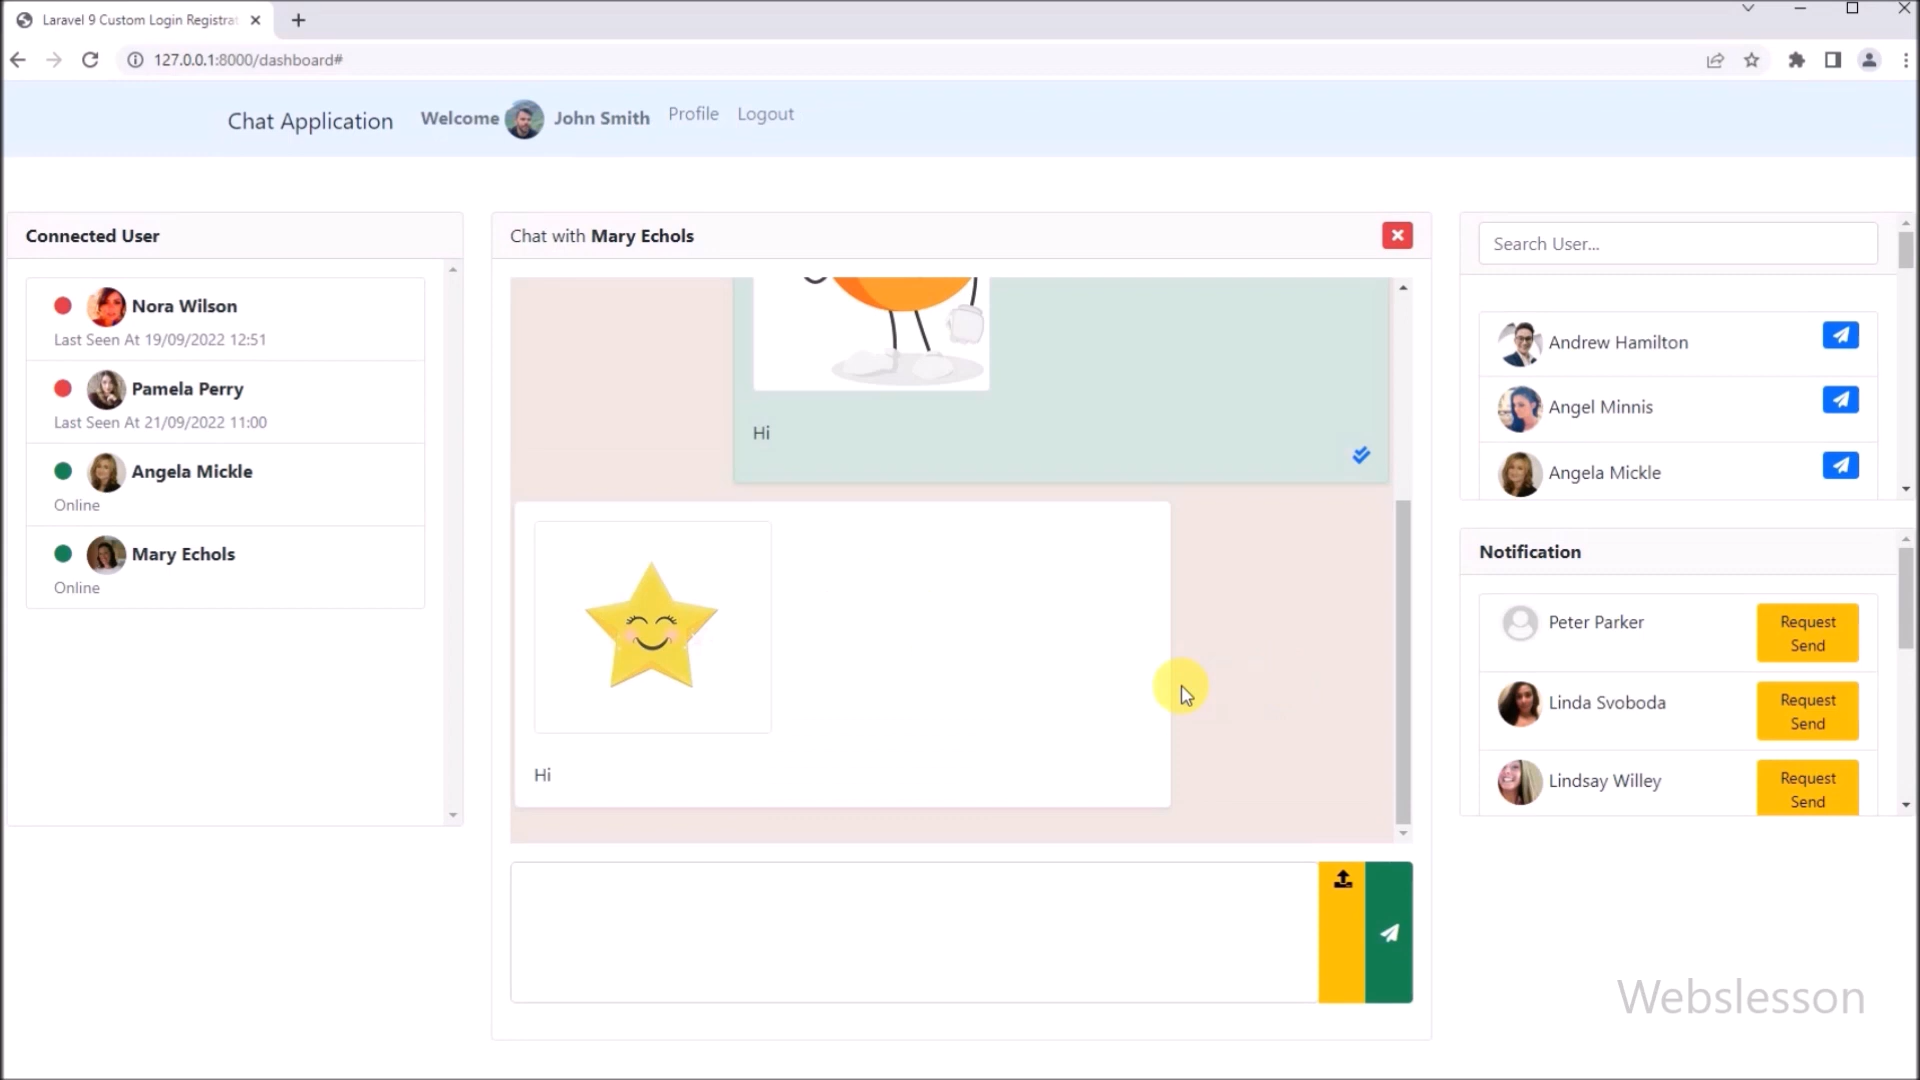 Laravel 9 Custom Login Registra
127.0.0.1:8000/dashboard#
Chat Application
Welcome John Smith
Profile
Logout
Connected User
Nora Wilson
Last Seen At 19/09/2022 12:51
Pamela Perry
Last Seen At 21/09/2022 11:00
Angela Mickle
Online
Mary Echols
Online
Chat with Mary Echols
Hi
Hi
Search User...
Andrew Hamilton
Angel Minnis
Angela Mickle
Notification
Peter Parker
Request
Send
Linda Svoboda
Request
Send
Lindsay Willey
Request
Send
Webslesson